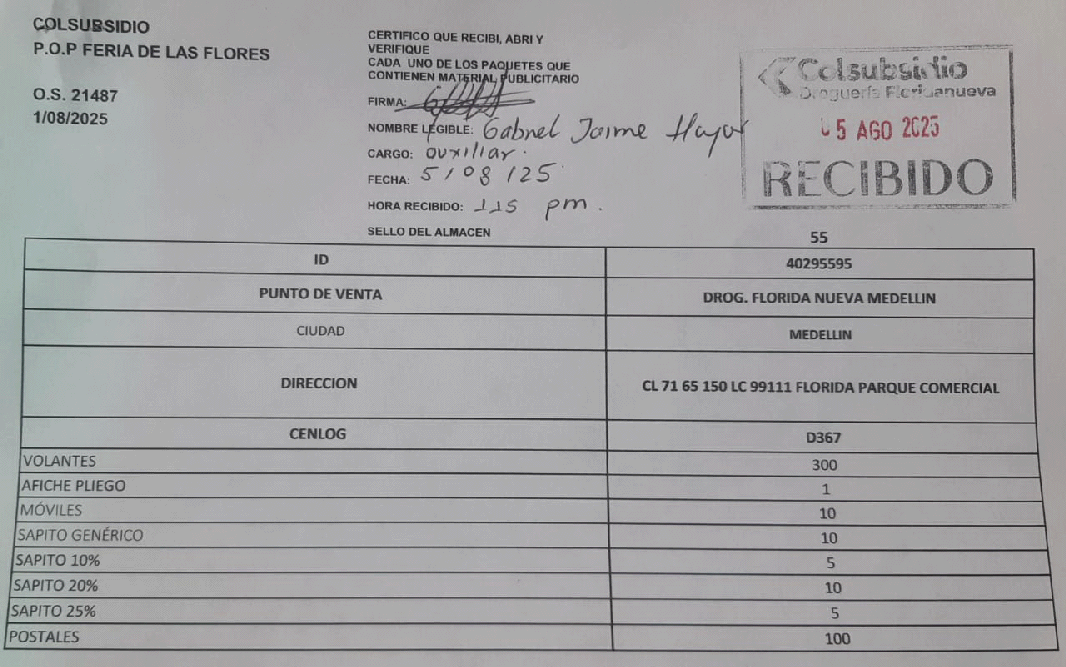 COLSUBSIDIO
P.O.P FERIA DE LAS FLORES
O.S. 21487
1/08/2025
CERTIFICO QUE RECIBI, ABRI Y
VERIFIQUE
CADA UNO DE LOS PAQUETES QUE
CONTIENEN MATERIAL PUBLICITARIO
FIRMA:
NOMBRE LEGIBLE: Gabriel Jaime
CARGO: auxiliar.
FECHA: 5/08/25
HORA RECIBIDO: 115 pm.
SELLO DEL ALMACEN
Colsubsidio
Droguería Floridanueva
05 AGO 2025
RECIBIDO
55
ID 40295595
PUNTO DE VENTA DROG. FLORIDA NUEVA MEDELLIN
CIUDAD MEDELLIN
DIRECCION CL 71 65 150 LC 99111 FLORIDA PARQUE COMERCIAL
CENLOG D367
VOLANTES 300
AFICHE PLIEGO 1
MÓVILES 10
SAPITO GENÉRICO 10
SAPITO 10% 5
SAPITO 20% 10
SAPITO 25% 5
POSTALES 100